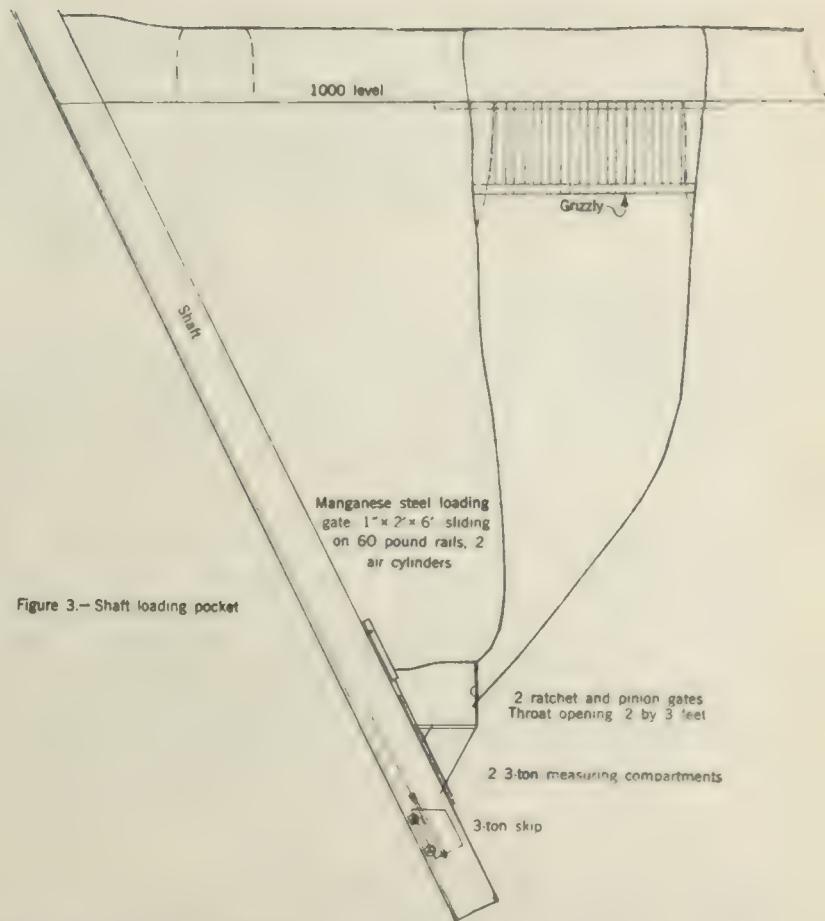 1000 level
Grizzly
Shaft
Manganese steel loading
gate 1"× 2'× 6' sliding
on 60 pound rails, 2
air cylinders
Figure 3.— Shaft loading pocket
2 ratchet and pinion gates
Throat opening 2 by 3 feet
2 3-ton measuring compartments
3-ton skip